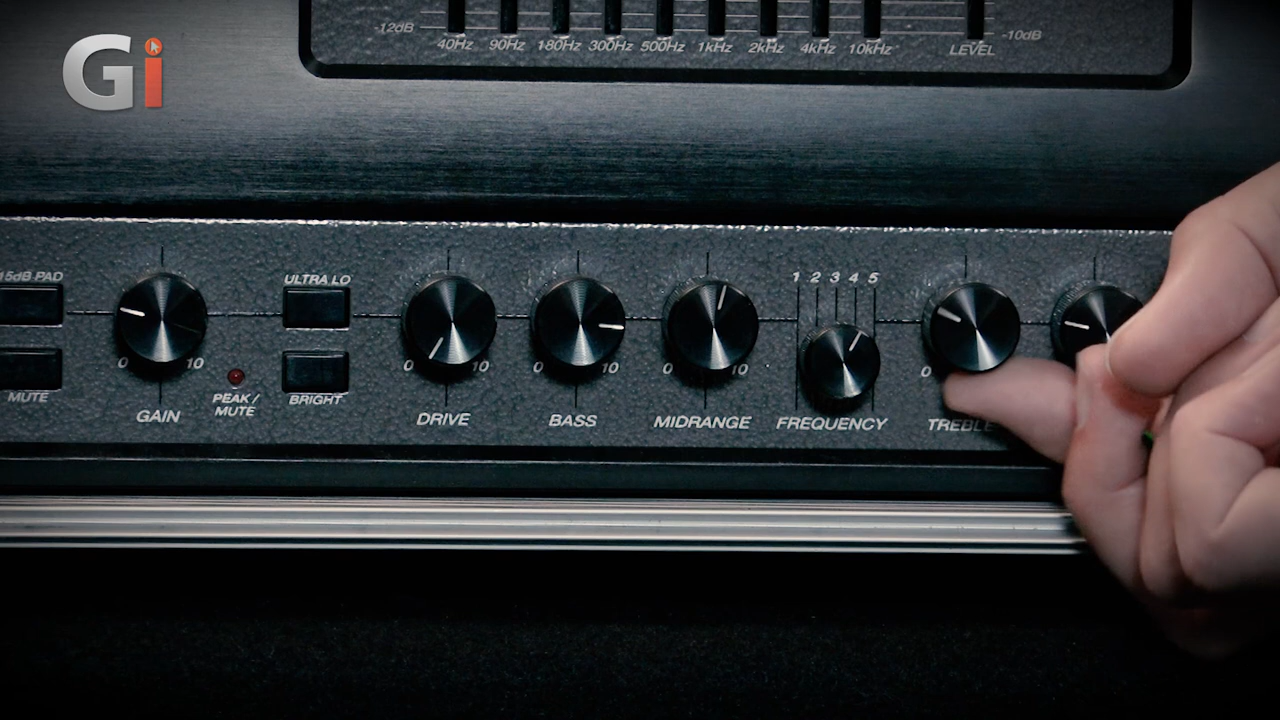 Gi
-12dB
40Hz 90Hz 180Hz 300Hz 500Hz 1kHz 2kHz 4kHz 10kHz LEVEL
-10dB
15dB PAD
ULTRA LO
1 2 3 4 5
0 10
0 10
0 10
0 10
0
MUTE
PEAK / MUTE
BRIGHT
GAIN
DRIVE
BASS
MIDRANGE
FREQUENCY
TREBLE